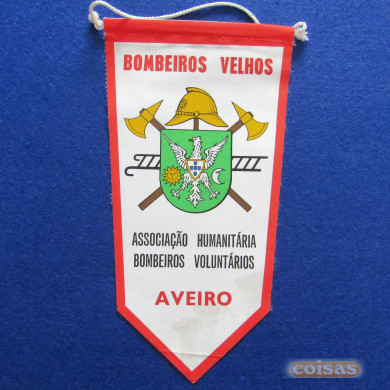 BOMBEIROS VELHOS
ASSOCIAÇÃO HUMANITÁRIA
BOMBEIROS VOLUNTÁRIOS
AVEIRO
coisas